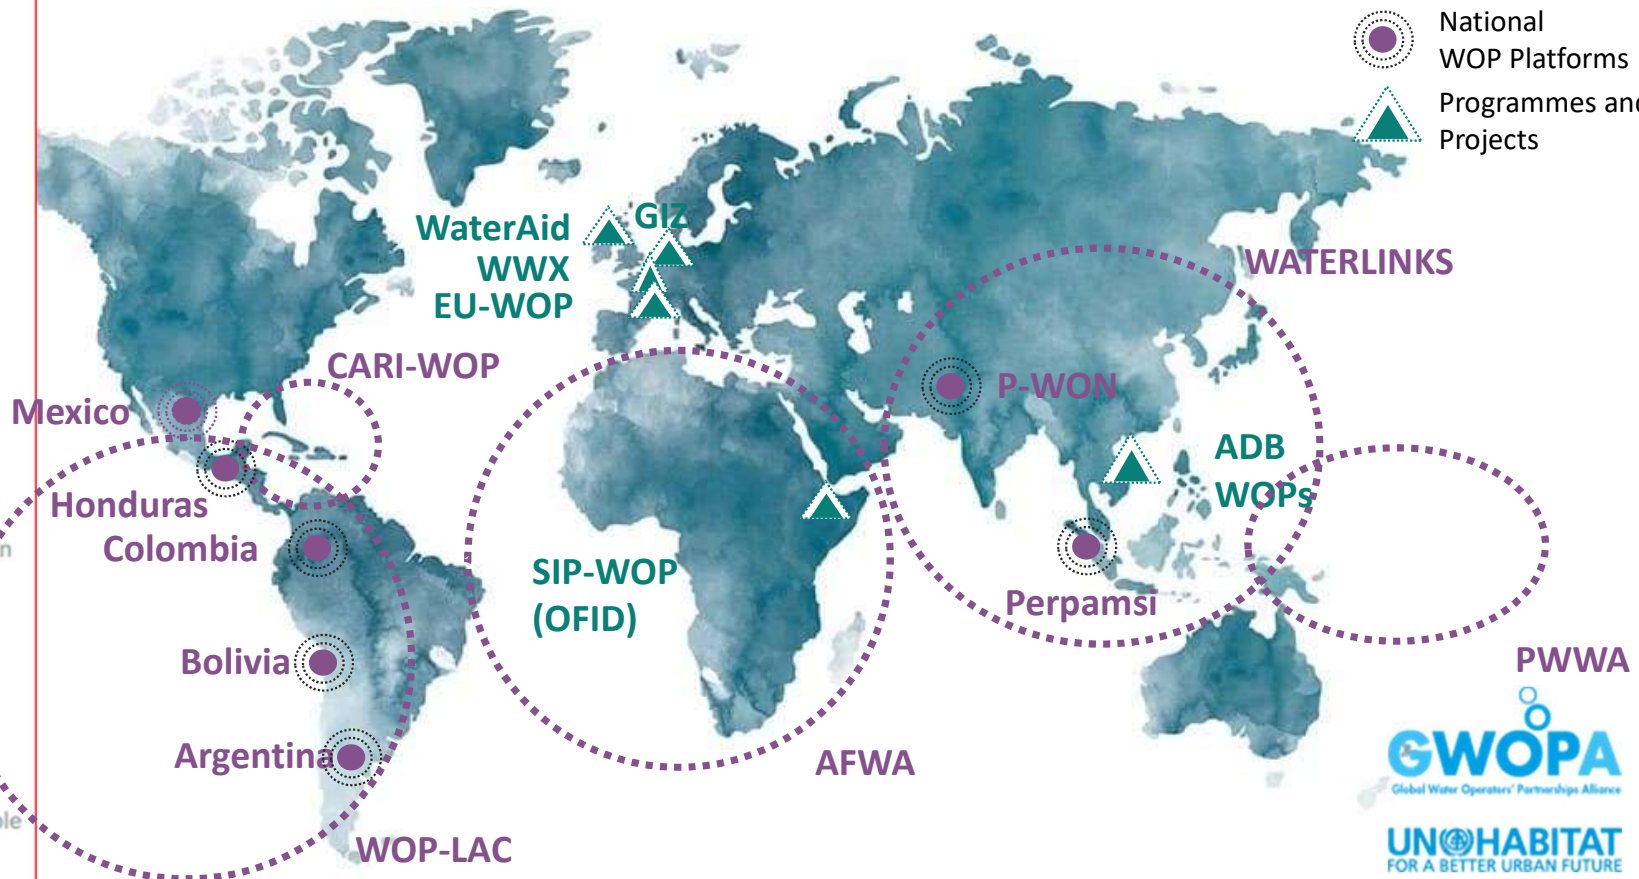 National
WOP Platforms
Programmes and
Projects
WaterAid
GIZ
WWX
EU-WOP
WATERLINKS
CARI-WOP
Mexico
P-WON
ADB
WOPs
Honduras
Colombia
SIP-WOP
(OFID)
Perpamsi
Bolivia
PWWA
Argentina
AFWA
WOP-LAC
GWOPA
Global Water Operators' Partnerships Alliance
UN HABITAT
FOR A BETTER URBAN FUTURE